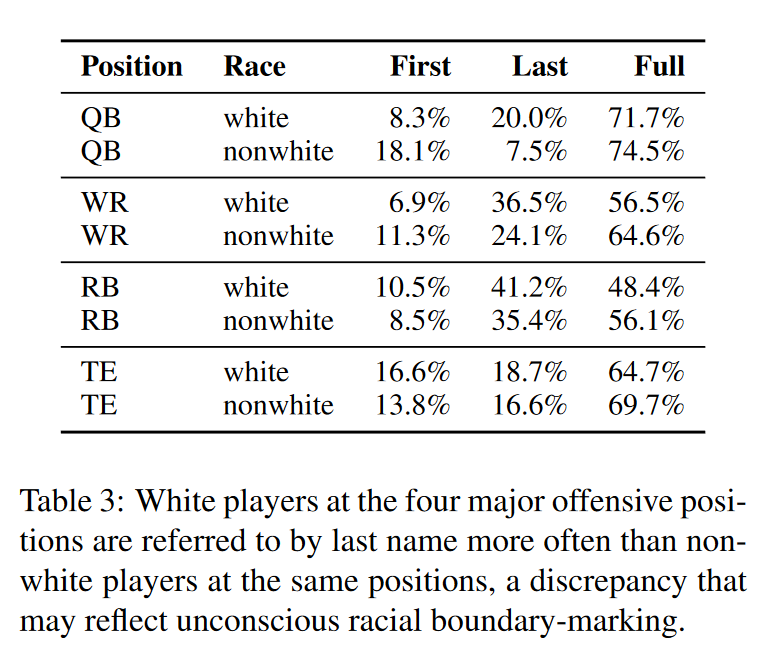 Position Race First Last Full
QB white 8.3% 20.0% 71.7%
QB nonwhite 18.1% 7.5% 74.5%
WR white 6.9% 36.5% 56.5%
WR nonwhite 11.3% 24.1% 64.6%
RB white 10.5% 41.2% 48.4%
RB nonwhite 8.5% 35.4% 56.1%
TE white 16.6% 18.7% 64.7%
TE nonwhite 13.8% 16.6% 69.7%
Table 3: White players at the four major offensive posi-
tions are referred to by last name more often than non-
white players at the same positions, a discrepancy that
may reflect unconscious racial boundary-marking.